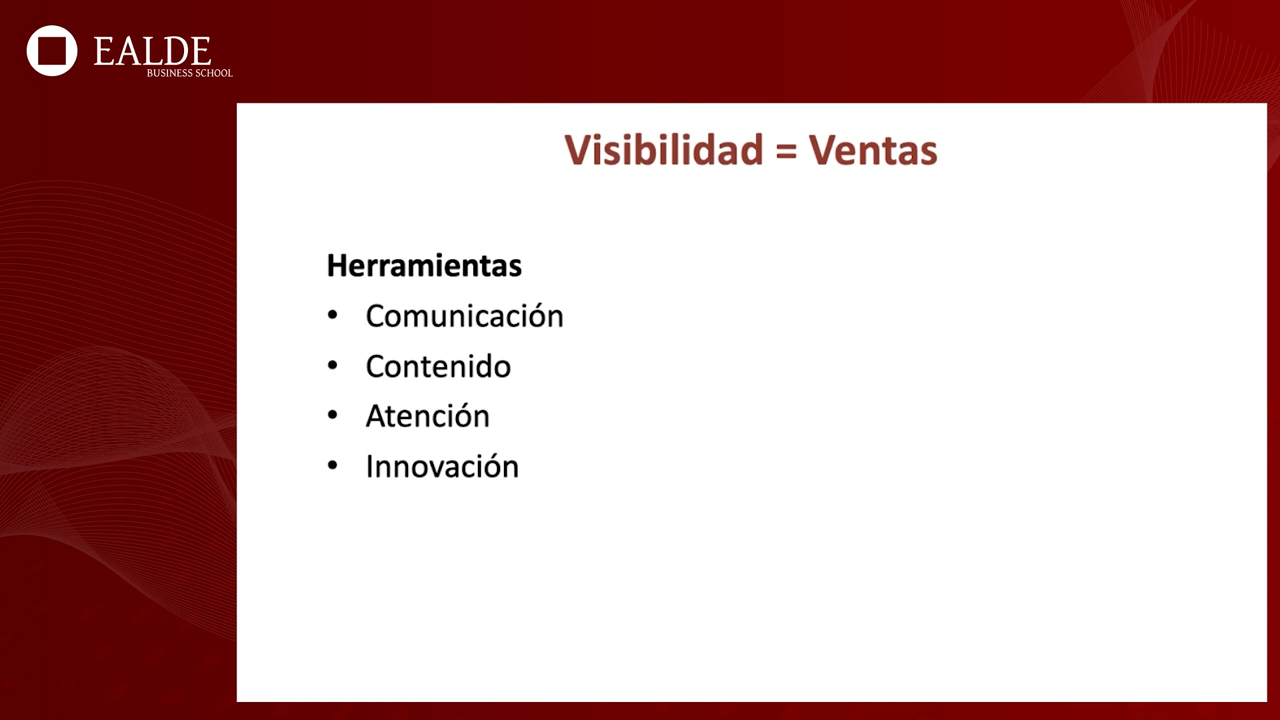 EALDE
BUSINESS SCHOOL
Visibilidad = Ventas
Herramientas
• Comunicación
• Contenido
• Atención
• Innovación